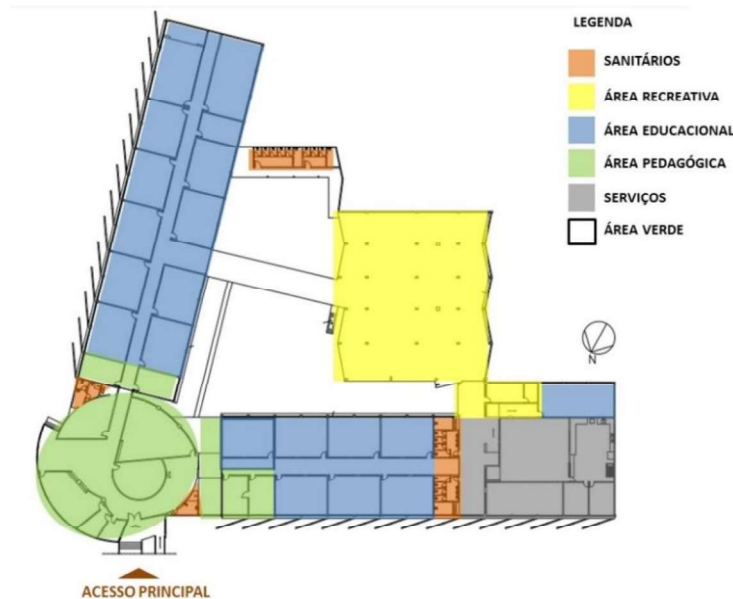 LEGENDA
SANITÁRIOS
ÁREA RECREATIVA
ÁREA EDUCACIONAL
ÁREA PEDAGÓGICA
SERVIÇOS
ÁREA VERDE
N
ACESSO PRINCIPAL